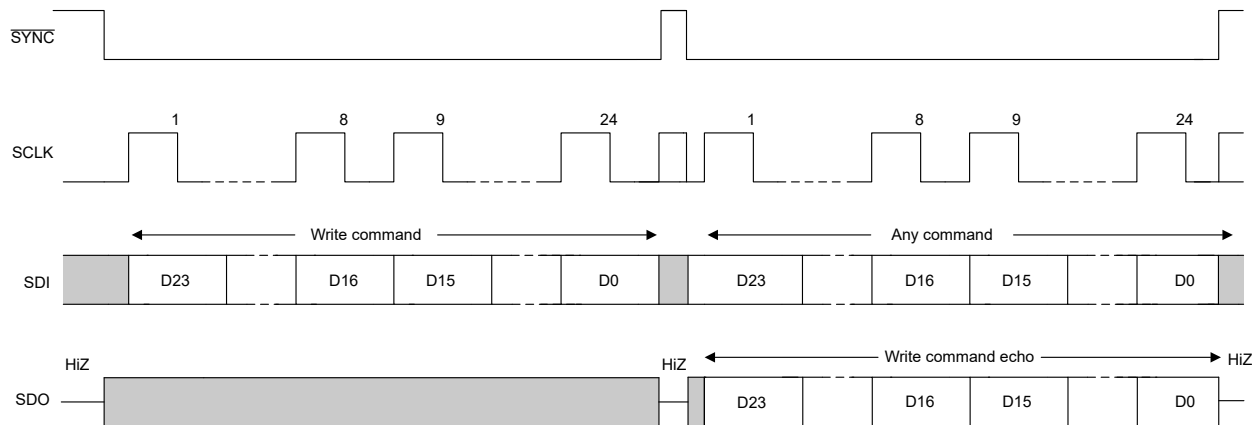 SYNC
1 8 9 24 1 8 9 24
SCLK
Write command Any command
SDI D23 D16 D15 D0 D23 D16 D15 D0
HiZ HiZ Write command echo HiZ
SDO D23 D16 D15 D0